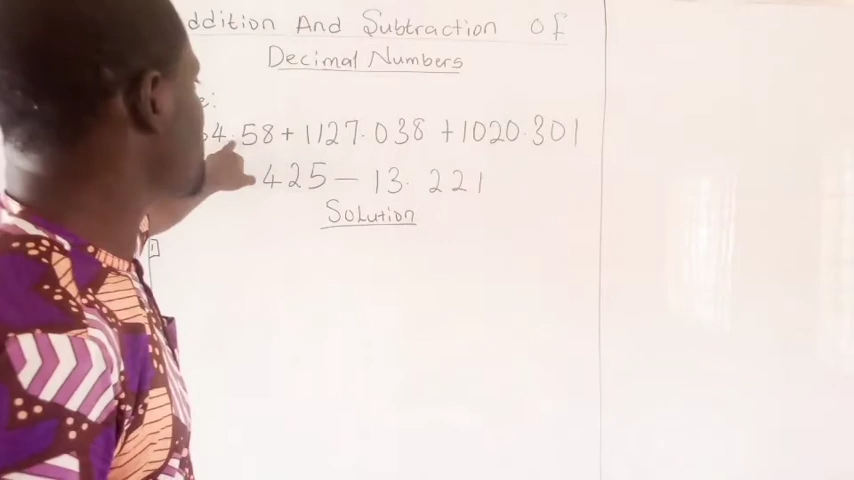 ddition And Subtraction of
Decimal Numbers
e:
4.58 + 1127.038 + 1020.301
425 - 13.221
Solution